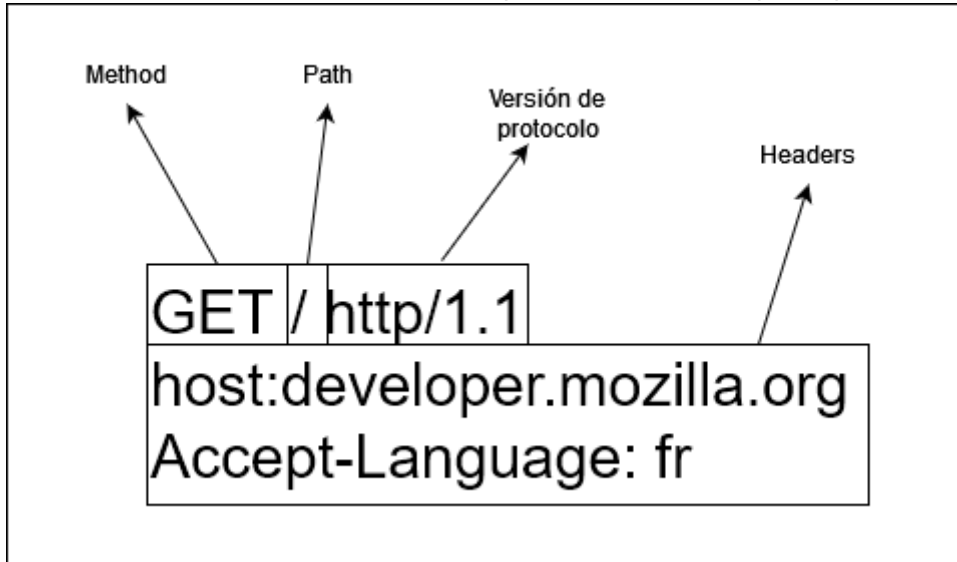 Method
Path
Versión de
protocolo
Headers
GET / http/1.1
host:developer.mozilla.org
Accept-Language: fr